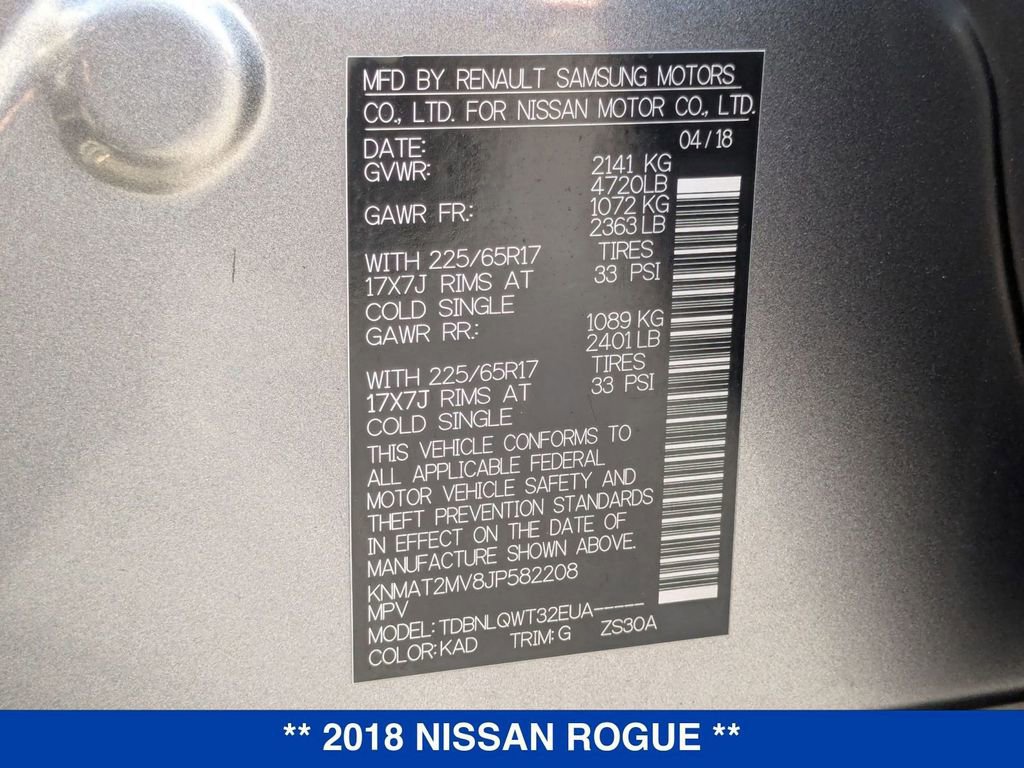 MFD BY RENAULT SAMSUNG MOTORS
CO., LTD. FOR NISSAN MOTOR CO., LTD.
DATE: 04/18
GVWR: 2141 KG
4720LB
GAWR FR.: 1072 KG
2363 LB
WITH 225/65R17 TIRES
17X7J RIMS AT 33 PSI
COLD SINGLE
GAWR RR.: 1089 KG
2401 LB
WITH 225/65R17 TIRES
17X7J RIMS AT 33 PSI
COLD SINGLE
THIS VEHICLE CONFORMS TO
ALL APPLICABLE FEDERAL
MOTOR VEHICLE SAFETY AND
THEFT PREVENTION STANDARDS
IN EFFECT ON THE DATE OF
MANUFACTURE SHOWN ABOVE.
KNMAT2MV8JP582208
MPV
MODEL: TDBNLQWT32EUA-----
COLOR: KAD TRIM: G ZS30A
** 2018 NISSAN ROGUE **